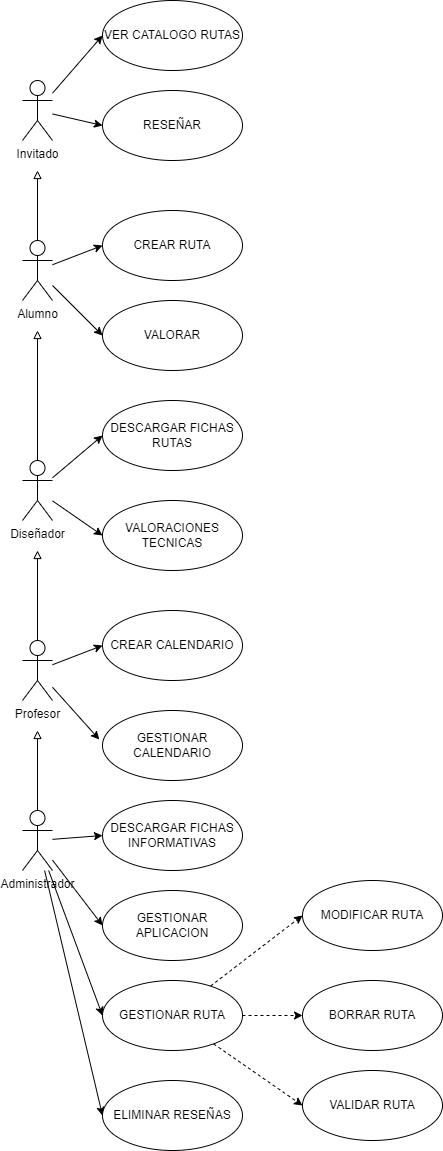 VER CATALOGO RUTAS
RESEÑAR
Invitado
CREAR RUTA
Alumno
VALORAR
DESCARGAR FICHAS
RUTAS
Diseñador
VALORACIONES
TECNICAS
CREAR CALENDARIO
Profesor
GESTIONAR
CALENDARIO
DESCARGAR FICHAS
INFORMATIVAS
Administrador
GESTIONAR
APLICACION
MODIFICAR RUTA
GESTIONAR RUTA
BORRAR RUTA
VALIDAR RUTA
ELIMINAR RESEÑAS